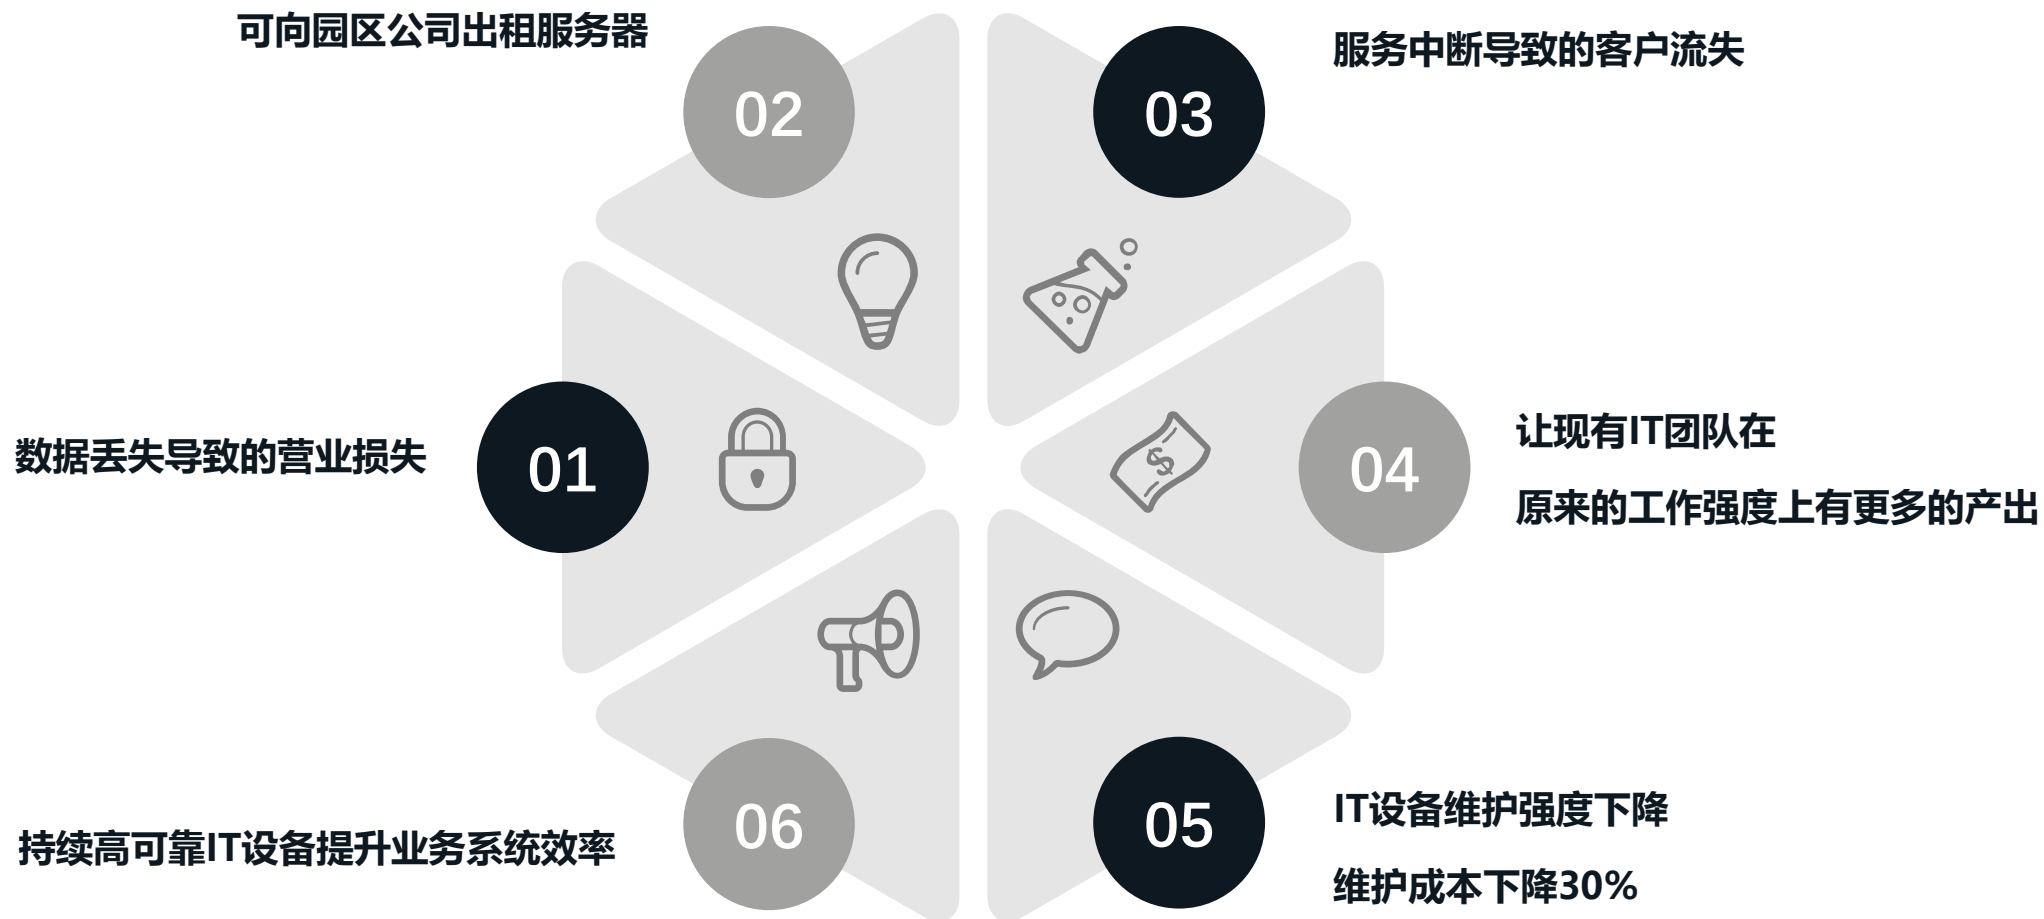 可向园区公司出租服务器
02
03
服务中断导致的客户流失
数据丢失导致的营业损失
01
$
04
让现有IT团队在
原来的工作强度上有更多的产出
持续高可靠IT设备提升业务系统效率
06
05
IT设备维护强度下降
维护成本下降30%